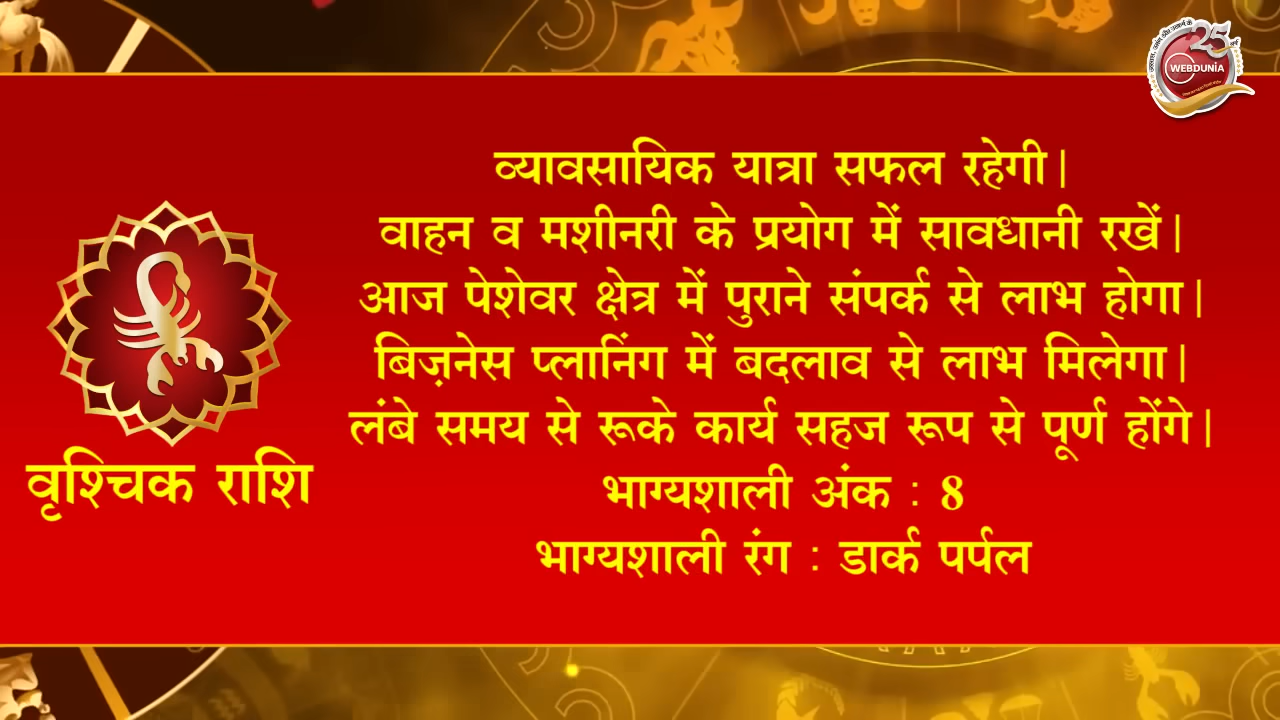 25
WEBDUNIA
व्यावसायिक यात्रा सफल रहेगी।
वाहन व मशीनरी के प्रयोग में सावधानी रखें।
आज पेशेवर क्षेत्र में पुराने संपर्क से लाभ होगा।
बिज़नेस प्लानिंग में बदलाव से लाभ मिलेगा।
लंबे समय से रूके कार्य सहज रूप से पूर्ण होंगे।
भाग्यशाली अंक : 8
भाग्यशाली रंग : डार्क पर्पल
वृश्चिक राशि